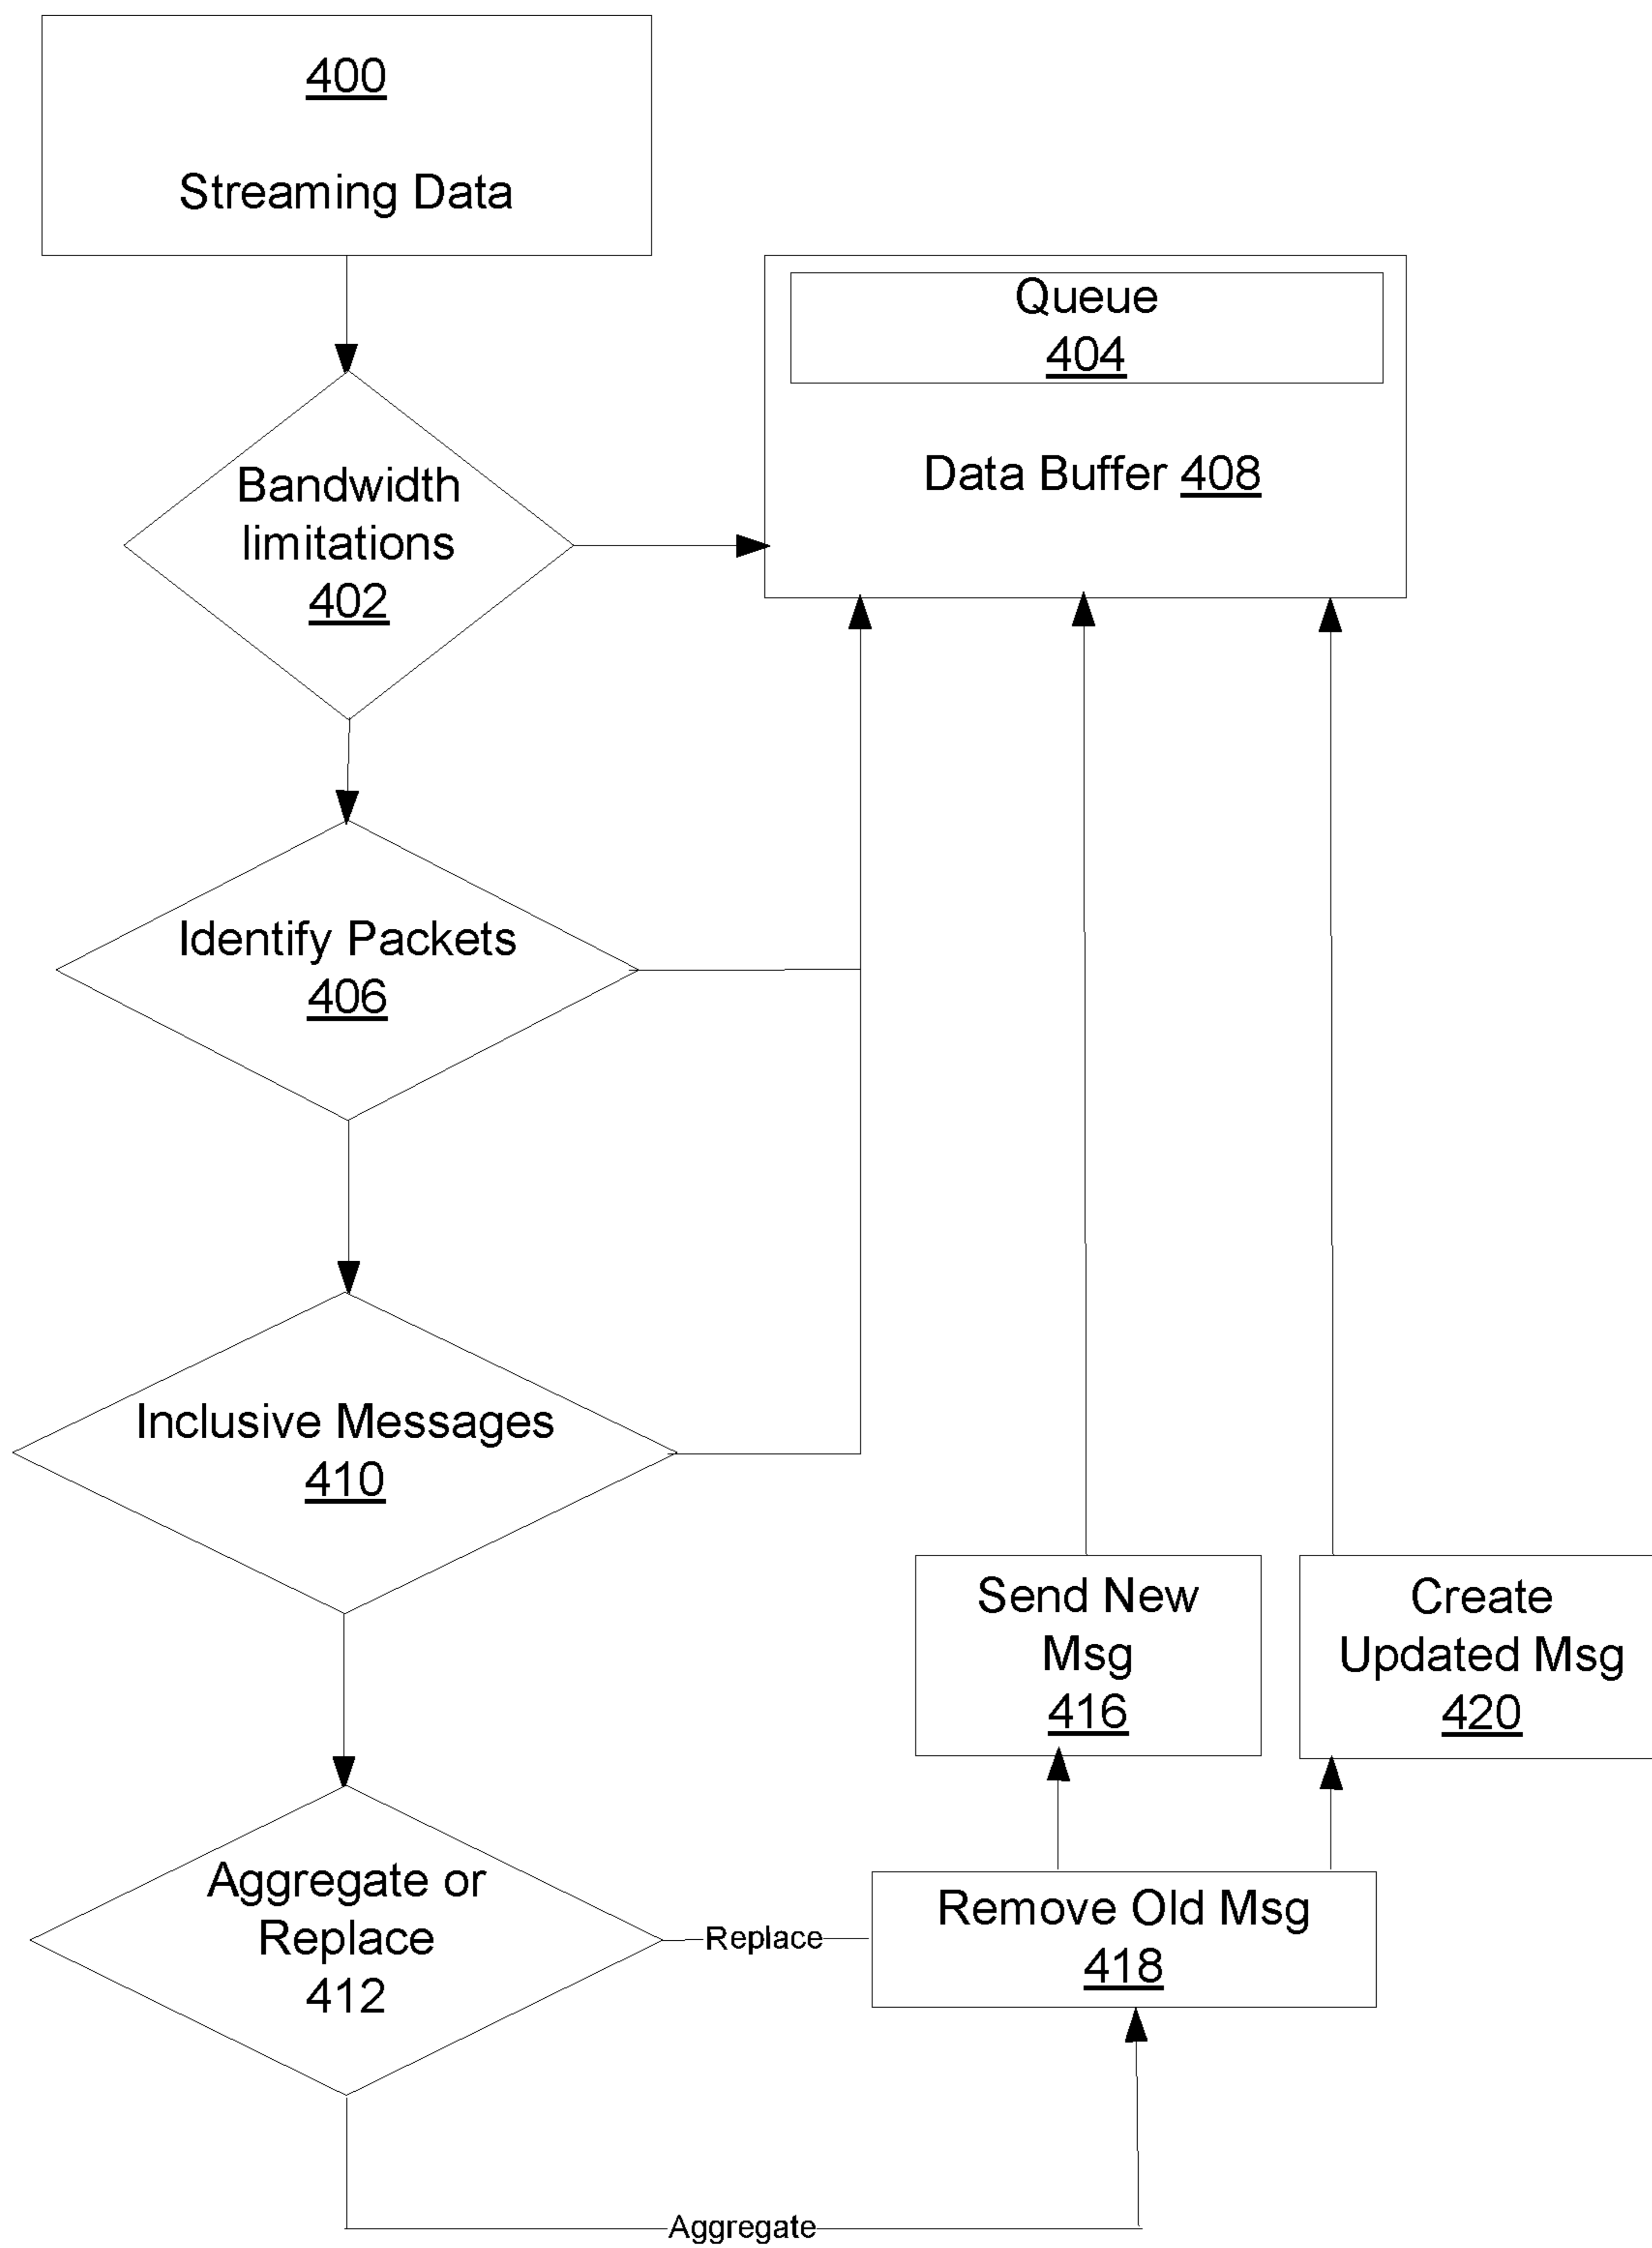 400
Streaming Data
Queue
404
Data Buffer 408
Bandwidth
limitations
402
Identify Packets
406
Inclusive Messages
410
Send New
Msg
416
Create
Updated Msg
420
Aggregate or
Replace
412
Replace
Remove Old Msg
418
Aggregate